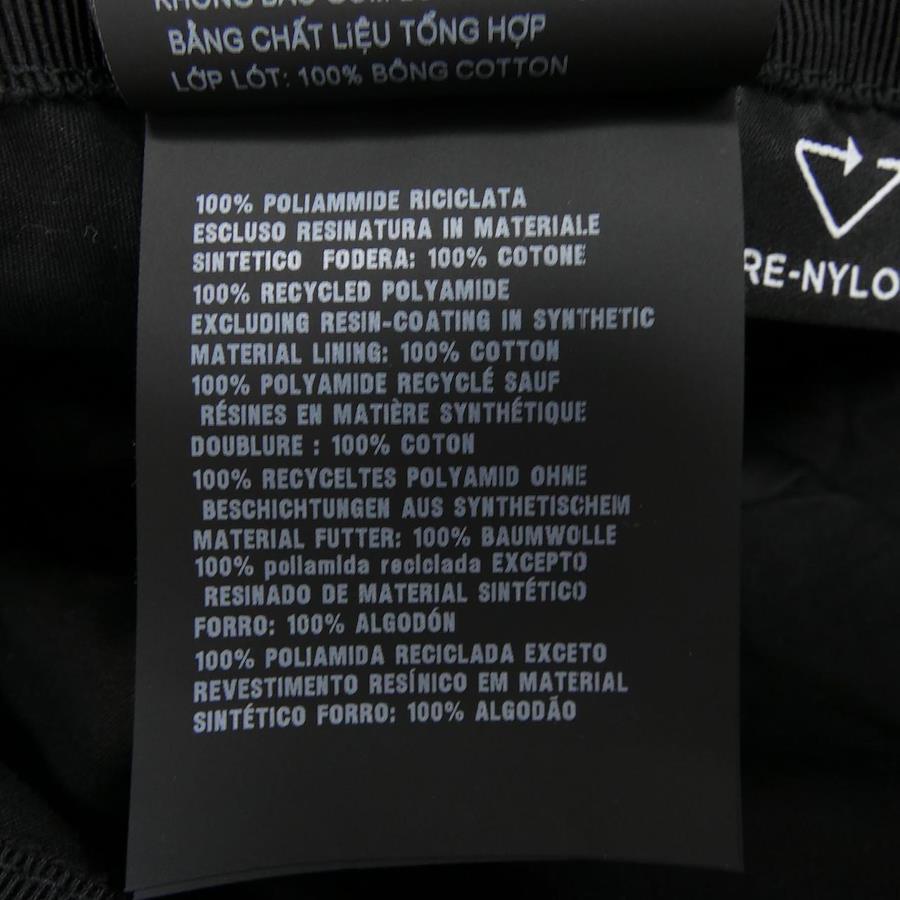 BẰNG CHẤT LIỆU TỔNG HỢP
LỚP LÓT: 100% BÔNG COTTON
100% POLIAMMIDE RICICLATA
ESCLUSO RESINATURA IN MATERIALE
SINTETICO FODERA: 100% COTONE
100% RECYCLED POLYAMIDE
EXCLUDING RESIN-COATING IN SYNTHETIC
MATERIAL LINING: 100% COTTON
100% POLYAMIDE RECYCLÉ SAUF
RÉSINES EN MATIÈRE SYNTHÉTIQUE
DOUBLURE : 100% COTON
100% RECYCELTES POLYAMID OHNE
BESCHICHTUNGEN AUS SYNTHETISCHEM
MATERIAL FUTTER: 100% BAUMWOLLE
100% poliamida reciclada EXCEPTO
RESINADO DE MATERIAL SINTÉTICO
FORRO: 100% ALGODÓN
100% POLIAMIDA RECICLADA EXCETO
REVESTIMENTO RESÍNICO EM MATERIAL
SINTÉTICO FORRO: 100% ALGODÃO
RE-NYLO